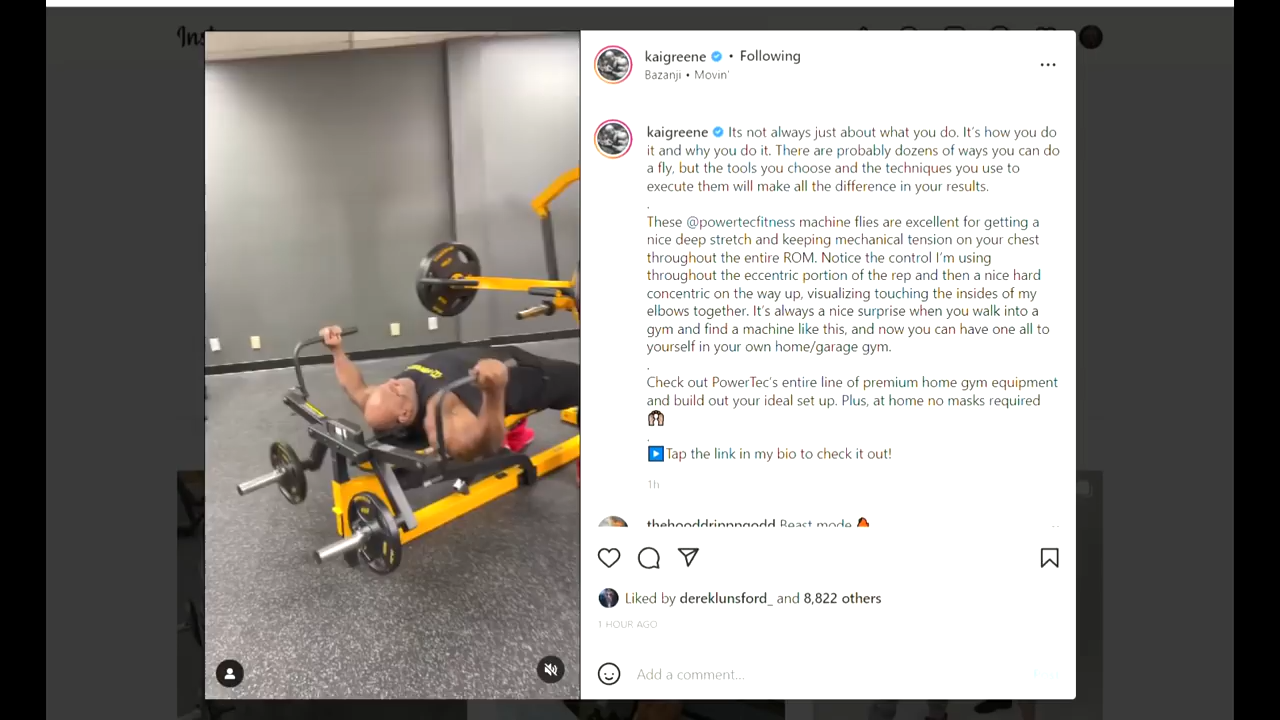 Ins
kaigreene • Following
Bazanji • Movin'
kaigreene Its not always just about what you do. It's how you do
it and why you do it. There are probably dozens of ways you can do
a fly, but the tools you choose and the techniques you use to
execute them will make all the difference in your results.
.
These @powertecfitness machine flies are excellent for getting a
nice deep stretch and keeping mechanical tension on your chest
throughout the entire ROM. Notice the control I'm using
throughout the eccentric portion of the rep and then a nice hard
concentric on the way up, visualizing touching the insides of my
elbows together. It's always a nice surprise when you walk into a
gym and find a machine like this, and now you can have one all to
yourself in your own home/garage gym.
.
Check out PowerTec's entire line of premium home gym equipment
and build out your ideal set up. Plus, at home no masks required
.
Tap the link in my bio to check it out!
1h
thehooddrippngodd Beast mode
Liked by dereklunsford_ and 8,822 others
1 HOUR AGO
Add a comment...
Post